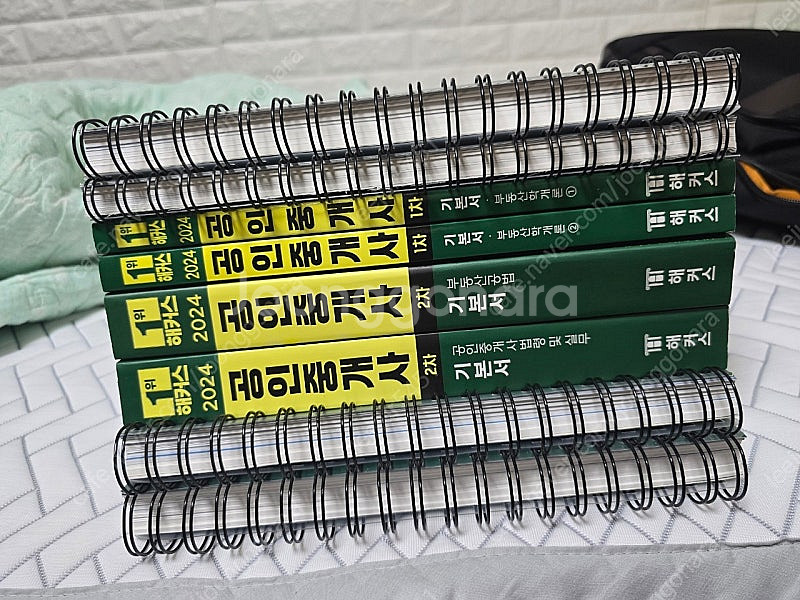 1위 해커스 2024 공인중개사 1차 기본서 · 부동산학개론 ① 해커스
1위 해커스 2024 공인중개사 1차 기본서 · 부동산학개론 ② 해커스
1위 해커스 2024 공인중개사 2차 부동산공법 기본서 해커스
1위 해커스 2024 공인중개사 2차 공인중개사법령 및 실무 기본서 해커스
joonggonara